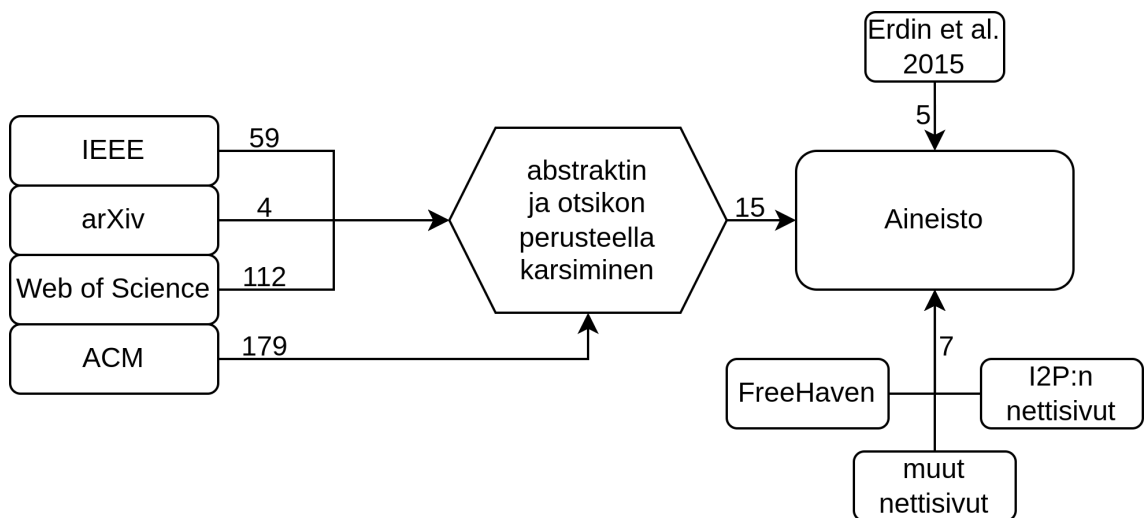 Erdin et al.
2015
5
IEEE
59
arXiv
4
Web of Science
112
ACM
179
abstraktin
ja otsikon
perusteella
karsiminen
15
Aineisto
7
FreeHaven
I2P:n
nettisivut
muut
nettisivut